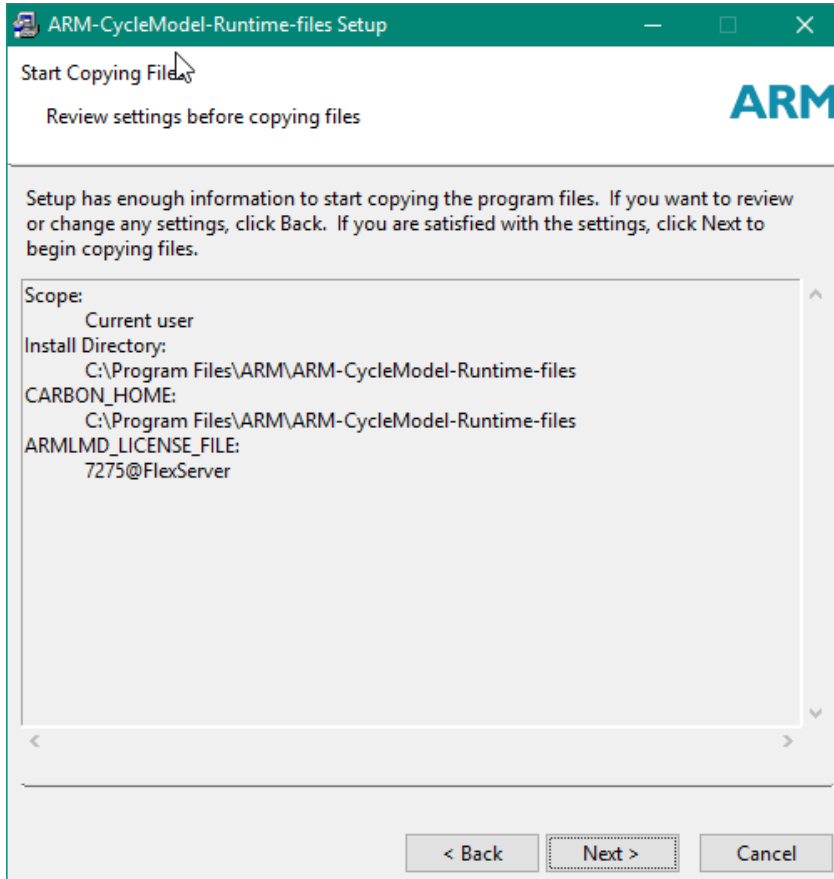 ARM-CycleModel-Runtime-files Setup
Start Copying Files
Review settings before copying files
ARM
Setup has enough information to start copying the program files.  If you want to review
or change any settings, click Back.  If you are satisfied with the settings, click Next to
begin copying files.
Scope:
Current user
Install Directory:
C:\Program Files\ARM\ARM-CycleModel-Runtime-files
CARBON_HOME:
C:\Program Files\ARM\ARM-CycleModel-Runtime-files
ARMLMD_LICENSE_FILE:
7275@FlexServer
< Back
Next >
Cancel